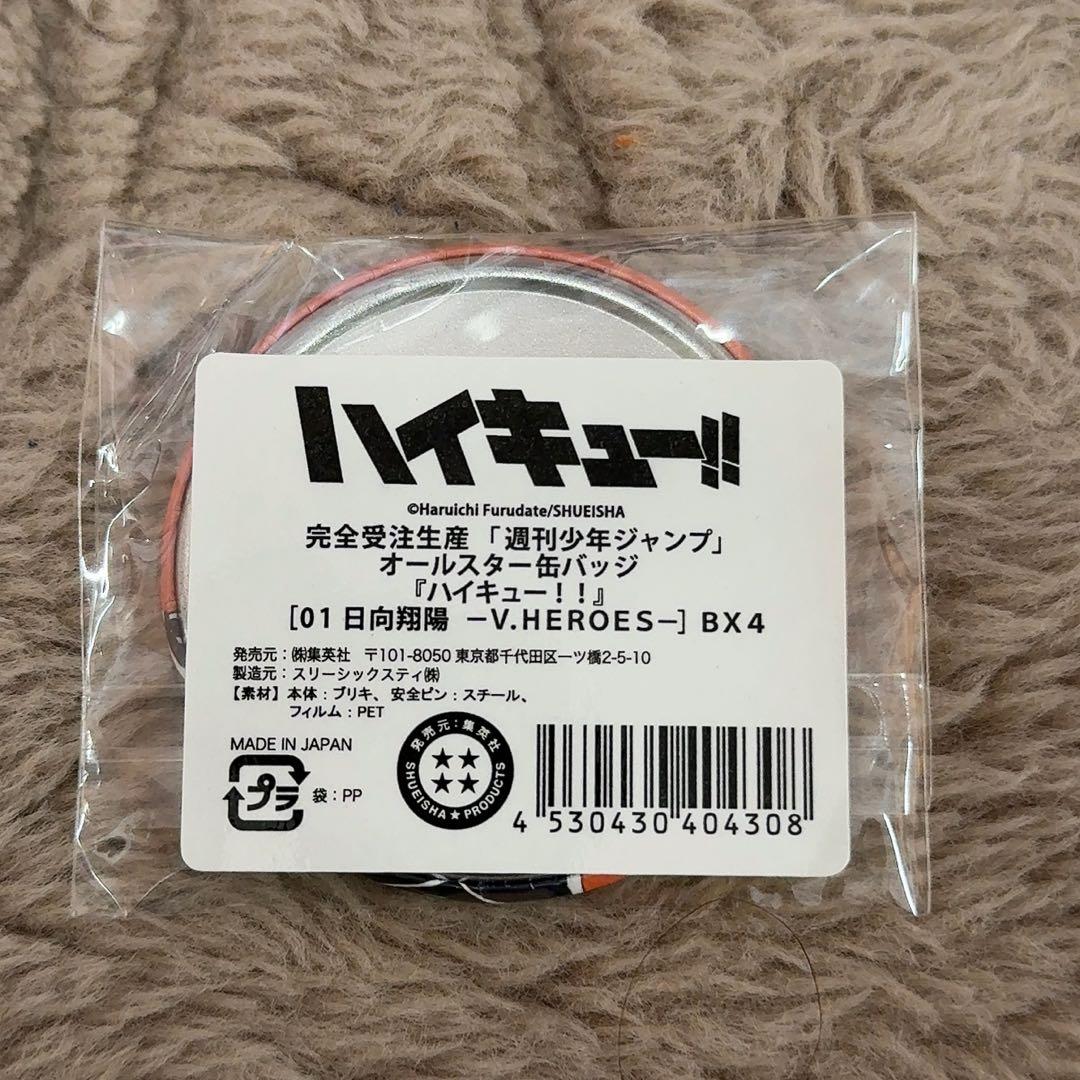 ハイキュー!!
©Haruichi Furudate/SHUEISHA
完全受注生産 「週刊少年ジャンプ」
オールスター缶バッジ
『ハイキュー！！』
[01 日向翔陽 −V.HEROES−] BX4
発売元：㈱集英社 〒101-8050 東京都千代田区一ツ橋2-5-10
製造元：スリーシックスティ㈱
【素材】本体：ブリキ、安全ピン：スチール、
フィルム：PET
MADE IN JAPAN
プラ 袋：PP
発売元：集英社
SHUEISHA★PRODUCTS
4 530430 404308